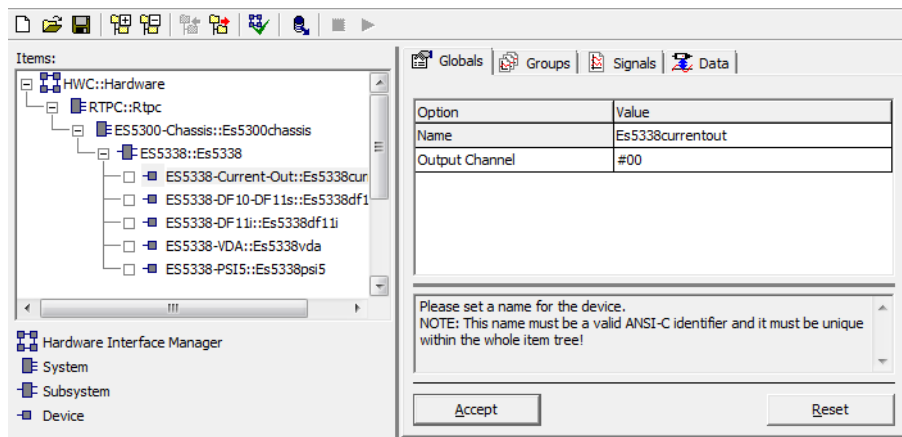 Items:
HWC::Hardware
RTPC::Rtpc
ES5300-Chassis::Es5300chassis
ES5338::Es5338
ES5338-Current-Out::Es5338cur
ES5338-DF10-DF11s::Es5338df1
ES5338-DF11i::Es5338df11i
ES5338-VDA::Es5338vda
ES5338-PSI5::Es5338psi5
Hardware Interface Manager
System
Subsystem
Device
Globals Groups Signals Data
Option Value
Name Es5338currentout
Output Channel #00
Please set a name for the device.
NOTE: This name must be a valid ANSI-C identifier and it must be unique
within the whole item tree!
Accept Reset